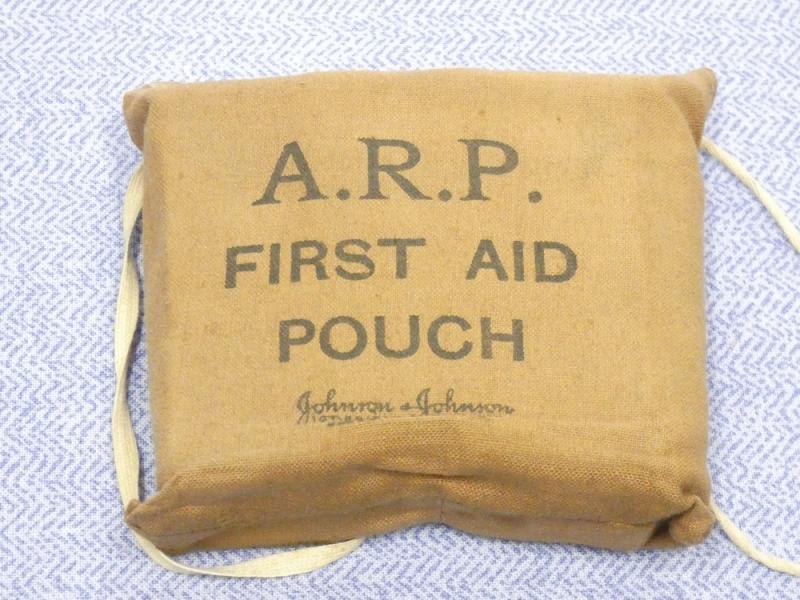 A.R.P.
FIRST AID
POUCH
Johnson & Johnson